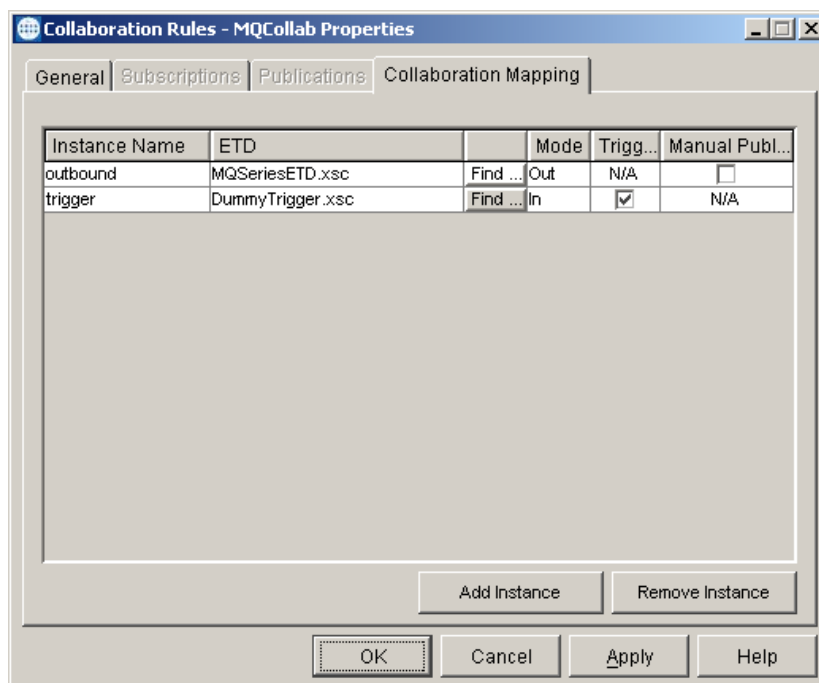 Collaboration Rules - MQCollab Properties
General Subscriptions Publications Collaboration Mapping
Instance Name ETD Mode Trigg... Manual Publ...
outbound MQSeriesETD.xsc Find ... Out N/A
trigger DummyTrigger.xsc Find ... In N/A
Add Instance Remove Instance
OK Cancel Apply Help